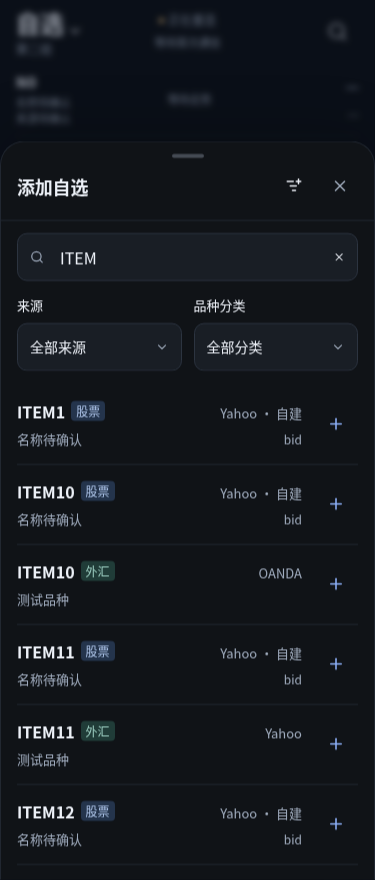 自选
添加自选
ITEM
来源 品种分类
全部来源 全部分类
ITEM1 股票 Yahoo · 自建
名称待确认 bid
ITEM10 股票 Yahoo · 自建
名称待确认 bid
ITEM10 外汇 OANDA
测试品种
ITEM11 股票 Yahoo · 自建
名称待确认 bid
ITEM11 外汇 Yahoo
测试品种
ITEM12 股票 Yahoo · 自建
名称待确认 bid